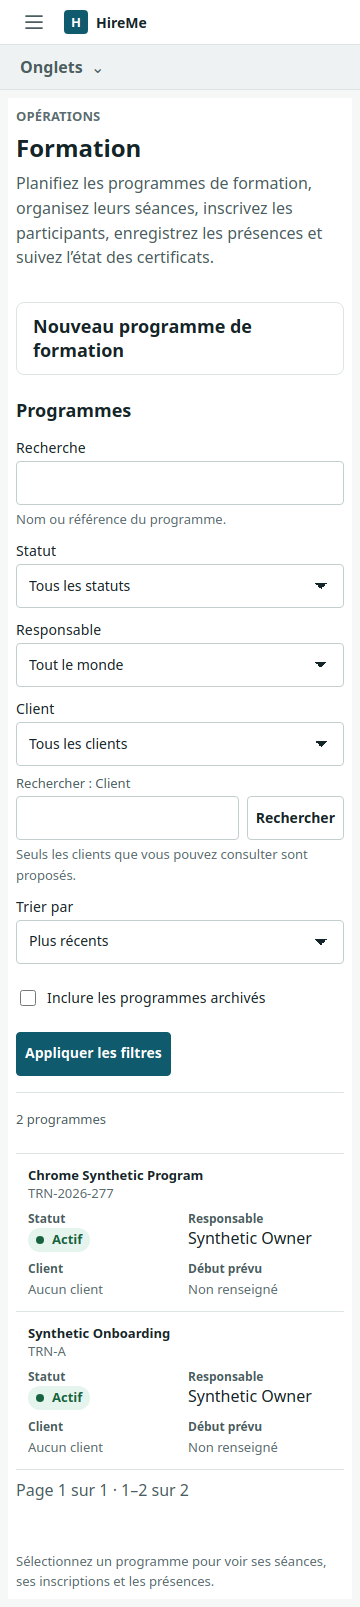 H HireMe
Onglets
OPÉRATIONS
Formation
Planifiez les programmes de formation,
organisez leurs séances, inscrivez les
participants, enregistrez les présences et
suivez l’état des certificats.
Nouveau programme de
formation
Programmes
Recherche
Nom ou référence du programme.
Statut
Tous les statuts
Responsable
Tout le monde
Client
Tous les clients
Rechercher : Client
Rechercher
Seuls les clients que vous pouvez consulter sont
proposés.
Trier par
Plus récents
Inclure les programmes archivés
Appliquer les filtres
2 programmes
Chrome Synthetic Program
TRN-2026-277
Statut Responsable
Actif Synthetic Owner
Client Début prévu
Aucun client Non renseigné
Synthetic Onboarding
TRN-A
Statut Responsable
Actif Synthetic Owner
Client Début prévu
Aucun client Non renseigné
Page 1 sur 1 · 1–2 sur 2
Sélectionnez un programme pour voir ses séances,
ses inscriptions et les présences.